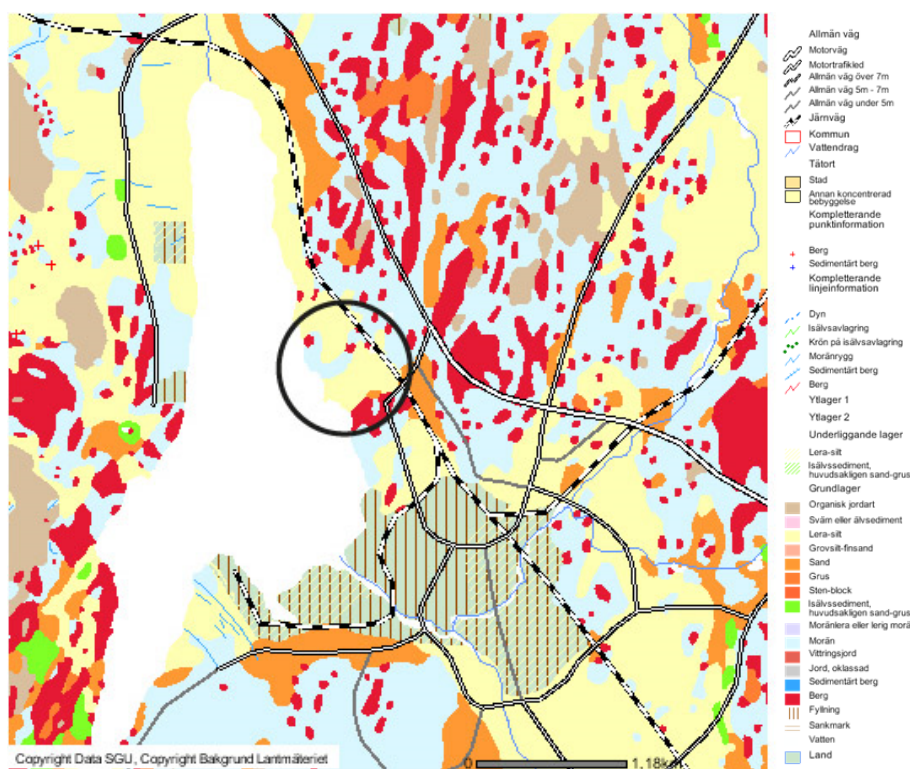 Allmän väg
Motorväg
Motortrafikled
Allmän väg över 7m
Allmän väg 5m - 7m
Allmän väg under 5m
Järnväg
Kommun
Vattendrag
Tätort
Stad
Annan koncentrerad
bebyggelse
Kompletterande
punktinformation
Berg
Sedimentärt berg
Kompletterande
linjeinformation
Dyn
Isälvsavlagring
Krön på isälvsavlagring
Moränrygg
Sedimentärt berg
Berg
Ytlager 1
Ytlager 2
Underliggande lager
Lera-silt
Isälvssediment,
huvudsakligen sand-grus
Grundlager
Organisk jordart
Sväm eller älvsediment
Lera-silt
Grovsilt-finsand
Sand
Grus
Sten-block
Isälvssediment,
huvudsakligen sand-grus
Moränlera eller lerig morä
Morän
Vittringsjord
Jord, oklassad
Sedimentärt berg
Berg
Fyllning
Sankmark
Vatten
Land
Copyright Data SGU, Copyright Bakgrund Lantmäteriet
0 1.18km